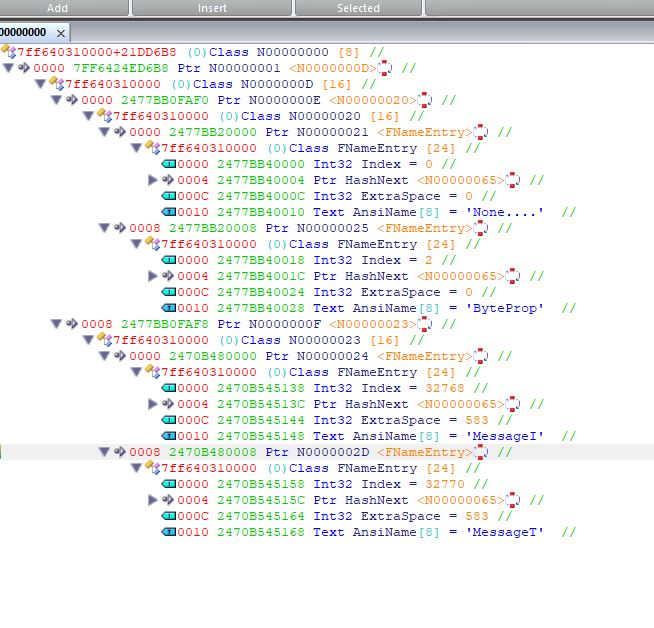 Add Insert Selected
00000000 ×
7ff640310000+21DD6B8 (0)Class N00000000 [8] //
0000 7FF6424ED6B8 Ptr N00000001 <N0000000D> //
7ff640310000 (0)Class N0000000D [16] //
0000 2477BB0FAF0 Ptr N0000000E <N00000020> //
7ff640310000 (0)Class N00000020 [16] //
0000 2477BB20000 Ptr N00000021 <FNameEntry> //
7ff640310000 (0)Class FNameEntry [24] //
0000 2477BB40000 Int32 Index = 0 //
0004 2477BB40004 Ptr HashNext <N00000065> //
000C 2477BB4000C Int32 ExtraSpace = 0 //
0010 2477BB40010 Text AnsiName[8] = 'None....' //
0008 2477BB20008 Ptr N00000025 <FNameEntry> //
7ff640310000 (0)Class FNameEntry [24] //
0000 2477BB40018 Int32 Index = 2 //
0004 2477BB4001C Ptr HashNext <N00000065> //
000C 2477BB40024 Int32 ExtraSpace = 0 //
0010 2477BB40028 Text AnsiName[8] = 'ByteProp' //
0008 2477BB0FAF8 Ptr N0000000F <N00000023> //
7ff640310000 (0)Class N00000023 [16] //
0000 2470B480000 Ptr N00000024 <FNameEntry> //
7ff640310000 (0)Class FNameEntry [24] //
0000 2470B545138 Int32 Index = 32768 //
0004 2470B54513C Ptr HashNext <N00000065> //
000C 2470B545144 Int32 ExtraSpace = 583 //
0010 2470B545148 Text AnsiName[8] = 'MessageI' //
0008 2470B480008 Ptr N0000002D <FNameEntry> //
7ff640310000 (0)Class FNameEntry [24] //
0000 2470B545158 Int32 Index = 32770 //
0004 2470B54515C Ptr HashNext <N00000065> //
000C 2470B545164 Int32 ExtraSpace = 583 //
0010 2470B545168 Text AnsiName[8] = 'MessageT' //